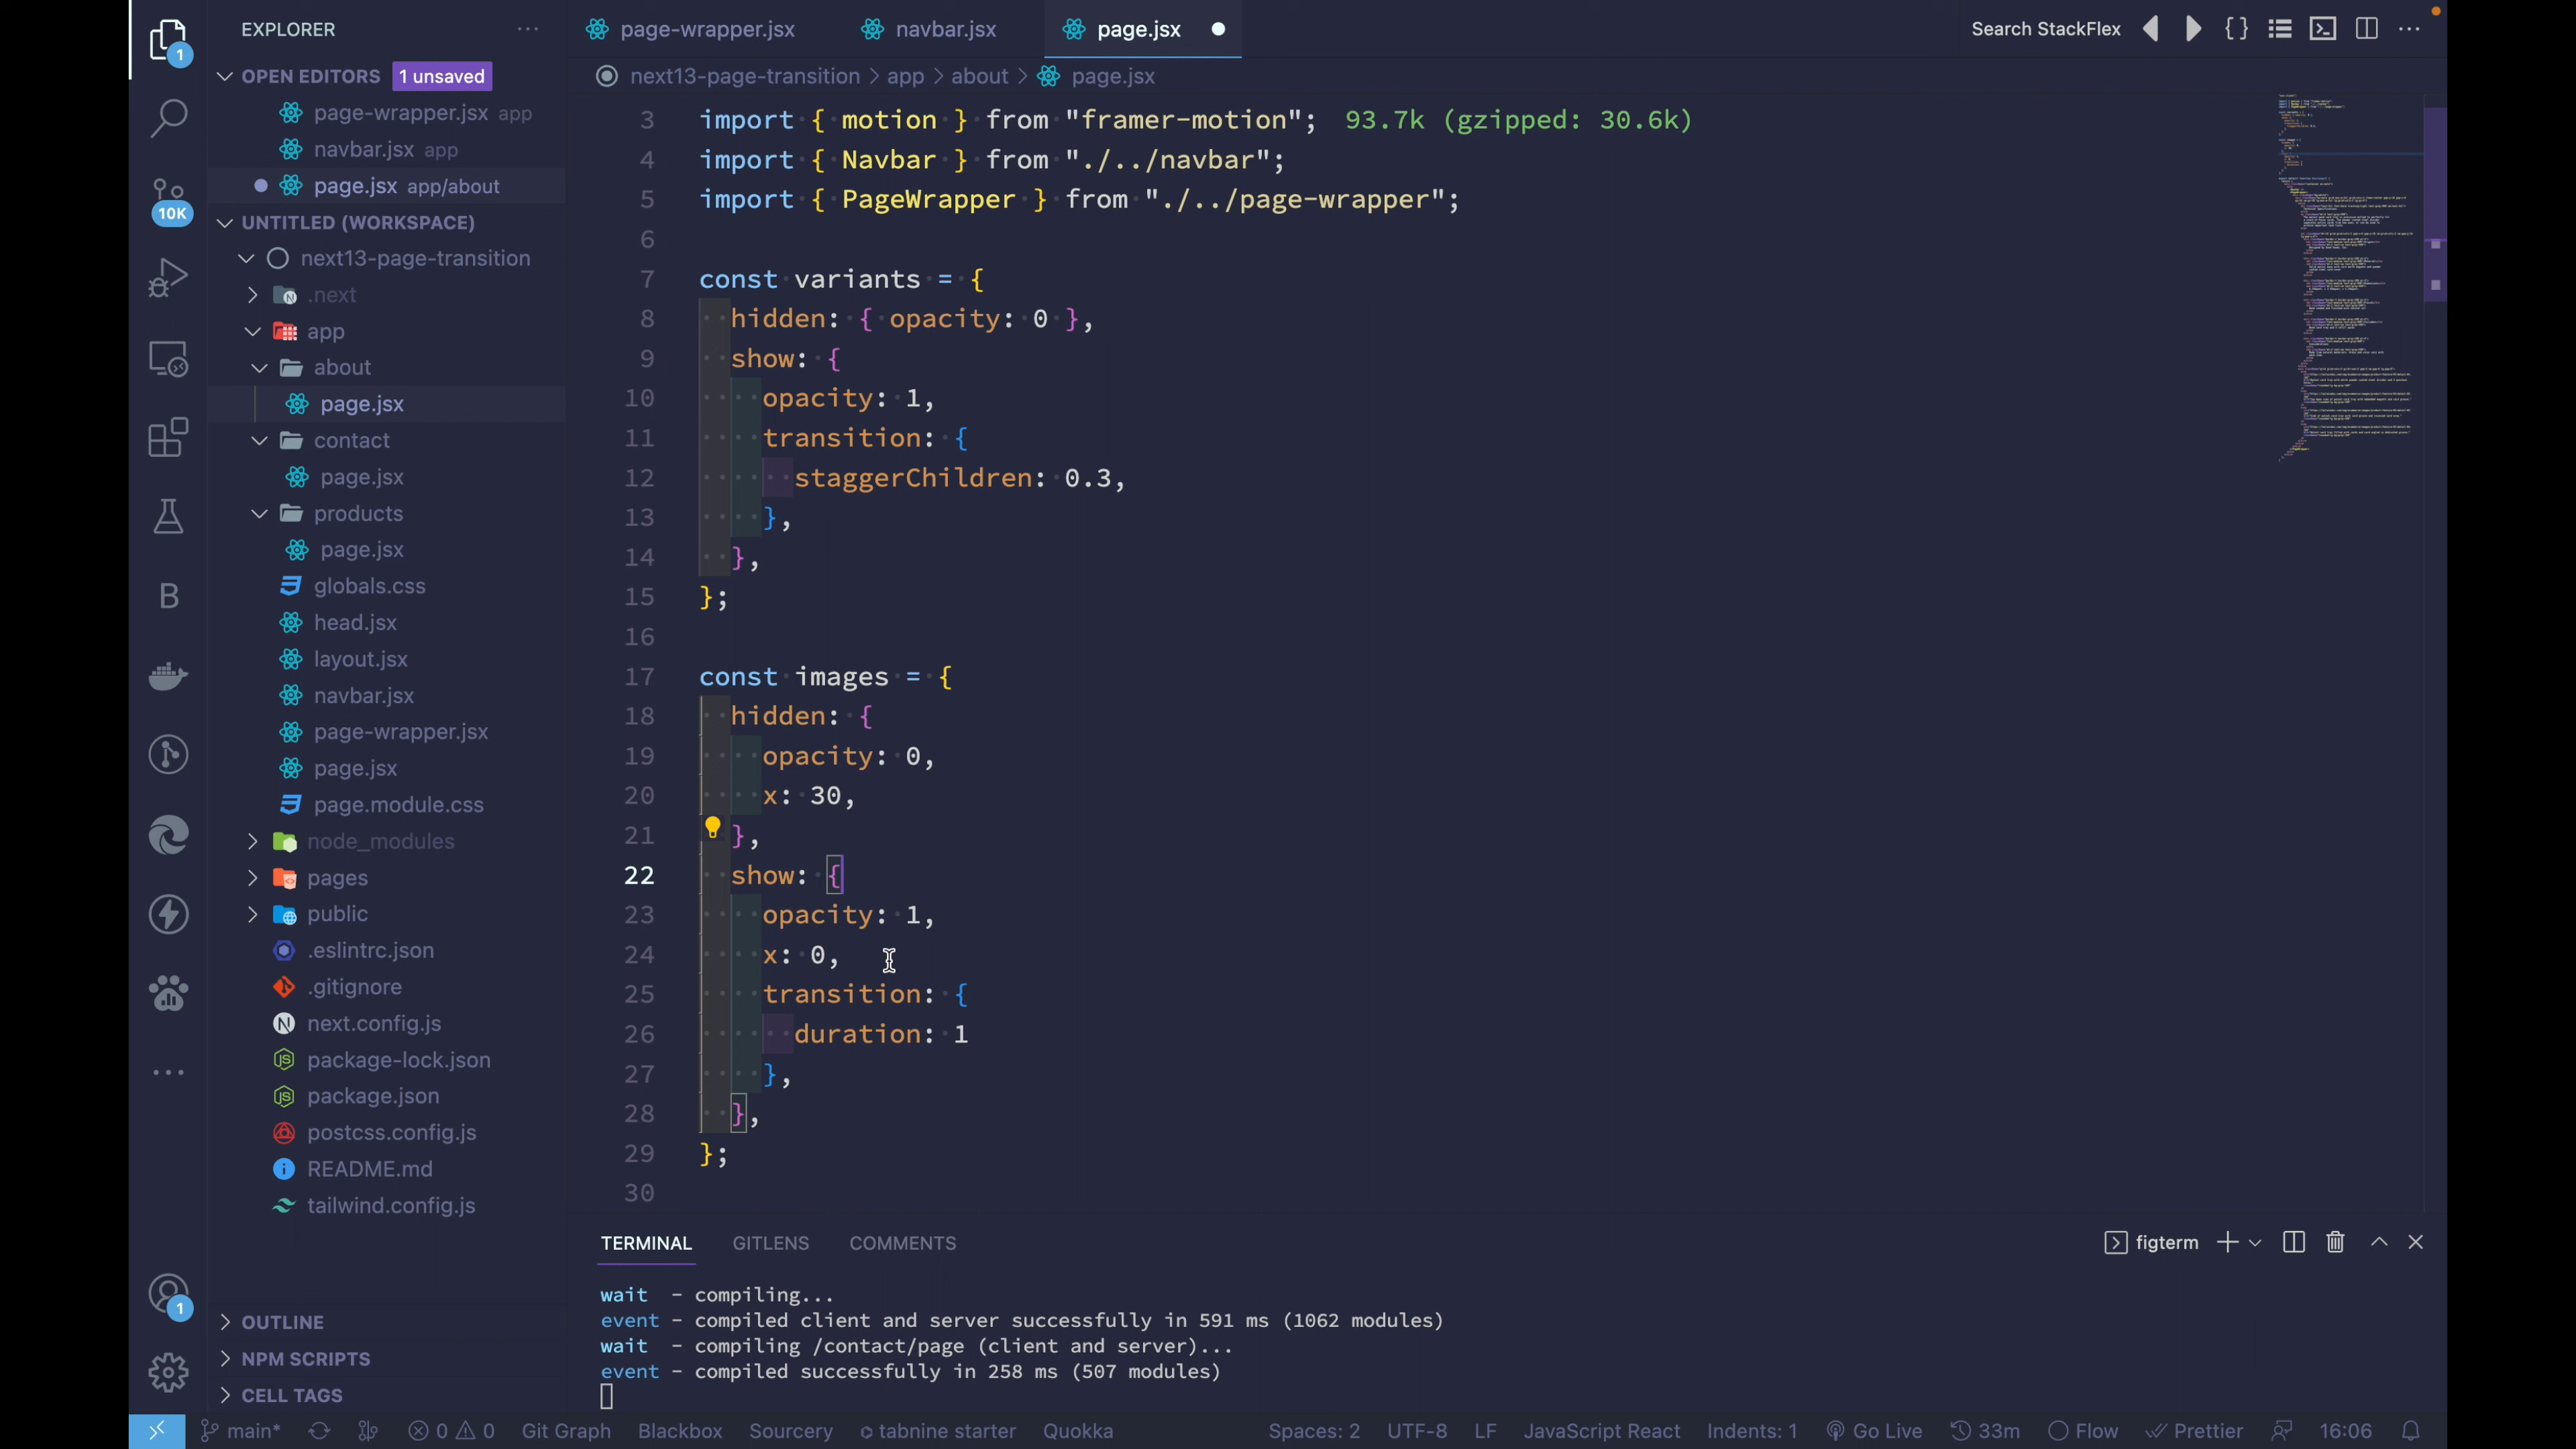 EXPLORER
page-wrapper.jsx
navbar.jsx
page.jsx
Search StackFlex
1
OPEN EDITORS 1 unsaved
next13-page-transition > app > about > page.jsx
page-wrapper.jsx app
navbar.jsx app
page.jsx app/about
10K
UNTITLED (WORKSPACE)
next13-page-transition
.next
app
about
page.jsx
contact
page.jsx
products
page.jsx
globals.css
head.jsx
layout.jsx
navbar.jsx
page-wrapper.jsx
page.jsx
page.module.css
node_modules
pages
public
.eslintrc.json
.gitignore
next.config.js
package-lock.json
package.json
postcss.config.js
README.md
tailwind.config.js
OUTLINE
NPM SCRIPTS
CELL TAGS
B
1
3 import { motion } from "framer-motion"; 93.7k (gzipped: 30.6k)
4 import { Navbar } from "./../navbar";
5 import { PageWrapper } from "./../page-wrapper";
6
7 const variants = {
8 hidden: { opacity: 0 },
9 show: {
10 opacity: 1,
11 transition: {
12 staggerChildren: 0.3,
13 },
14 },
15 };
16
17 const images = {
18 hidden: {
19 opacity: 0,
20 x: 30,
21 },
22 show: {
23 opacity: 1,
24 x: 0,
25 transition: {
26 duration: 1
27 },
28 },
29 };
30
TERMINAL GITLENS COMMENTS
figterm
wait - compiling...
event - compiled client and server successfully in 591 ms (1062 modules)
wait - compiling /contact/page (client and server)...
event - compiled successfully in 258 ms (507 modules)
main* 0 0 Git Graph Blackbox Sourcery tabnine starter Quokka Spaces: 2 UTF-8 LF JavaScript React Indents: 1 Go Live 33m Flow Prettier 16:06